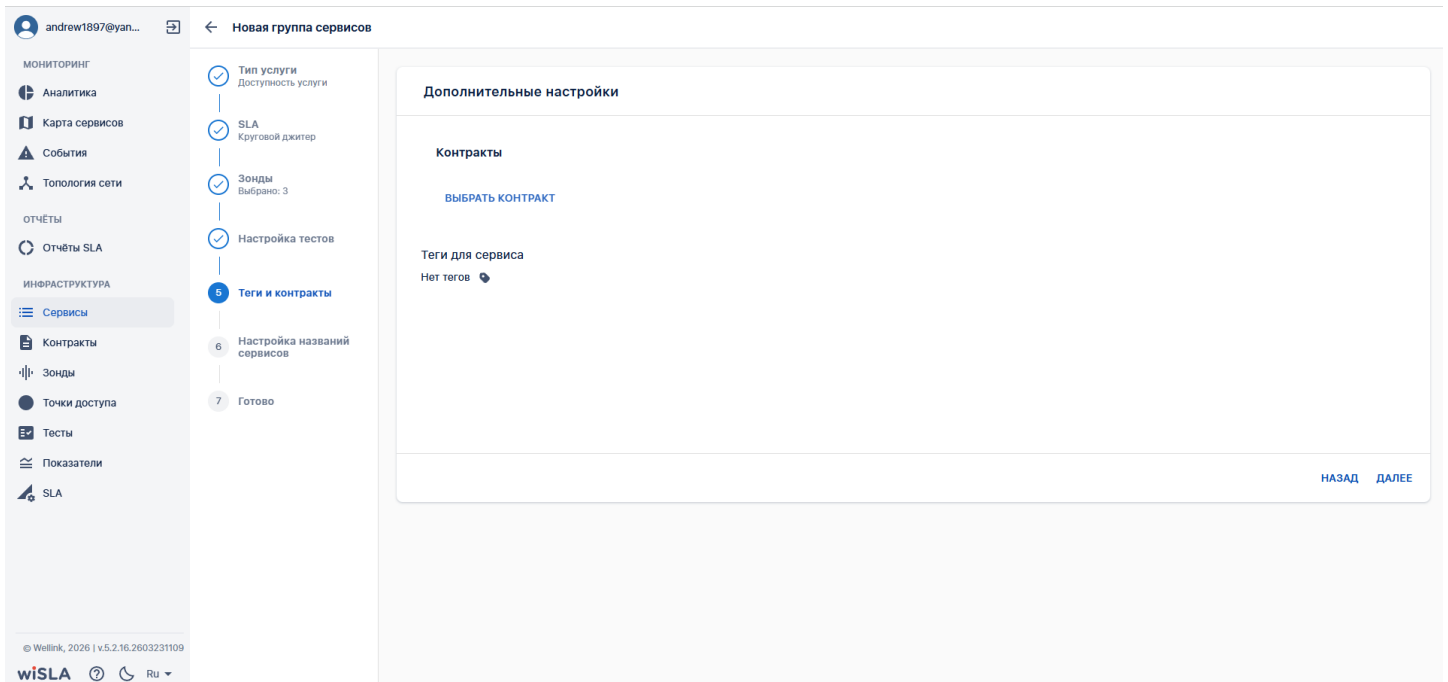 andrew1897@yan...
Новая группа сервисов
МОНИТОРИНГ
Аналитика
Карта сервисов
События
Топология сети
ОТЧЁТЫ
Отчёты SLA
ИНФРАСТРУКТУРА
Сервисы
Контракты
Зонды
Точки доступа
Тесты
Показатели
SLA
© Wellink, 2026 | v.5.2.16.2603231109
wiSLA
Ru
Тип услуги
Доступность услуги
SLA
Круговой джитер
Зонды
Выбрано: 3
Настройка тестов
5 Теги и контракты
6 Настройка названий
сервисов
7 Готово
Дополнительные настройки
Контракты
ВЫБРАТЬ КОНТРАКТ
Теги для сервиса
Нет тегов
НАЗАД ДАЛЕЕ